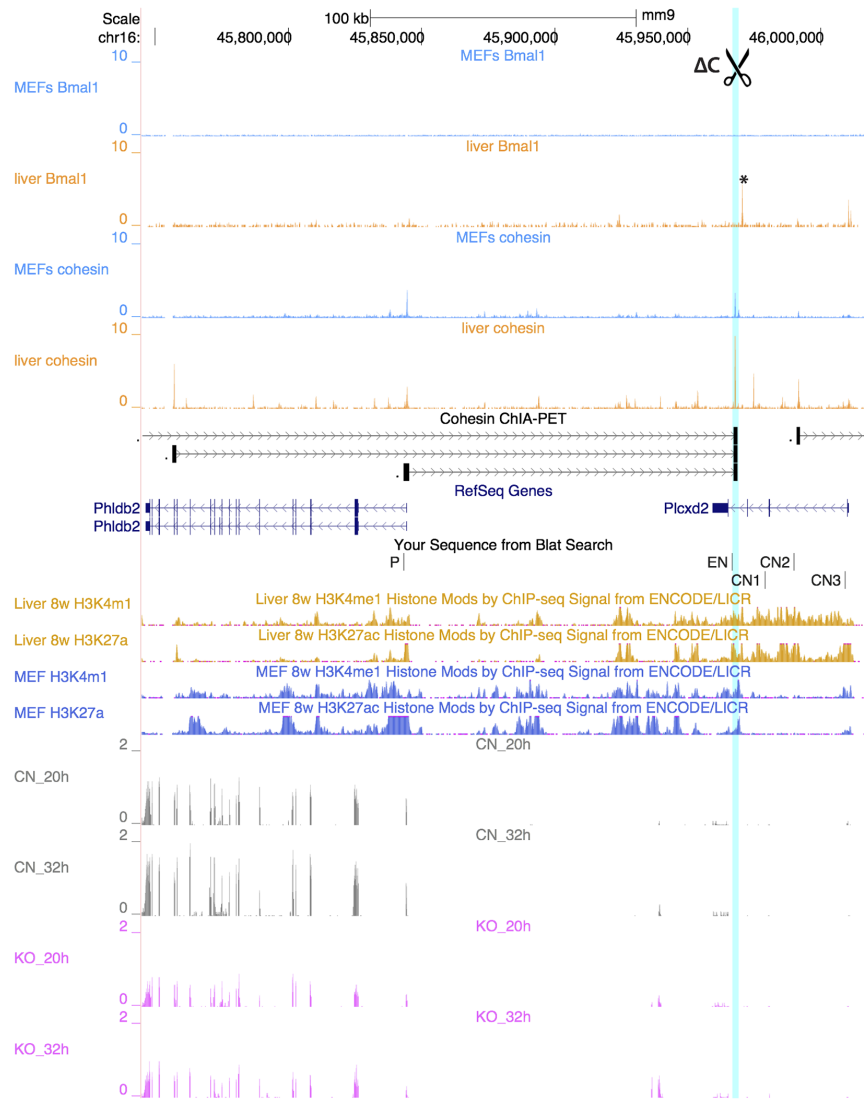 Scale
100 kb
mm9
chr16:
45,800,000
45,850,000
45,900,000
45,950,000
46,000,000
10
MEFs Bmal1
ΔC
MEFs Bmal1
0
10
liver Bmal1
liver Bmal1
*
0
10
MEFs cohesin
MEFs cohesin
0
10
liver cohesin
liver cohesin
0
Cohesin ChIA-PET
.
.
.
.
RefSeq Genes
Phldb2
Plcxd2
Phldb2
Your Sequence from Blat Search
P
EN
CN2
CN1
CN3
Liver 8w H3K4me1 Histone Mods by ChIP-seq Signal from ENCODE/LICR
Liver 8w H3K4m1
Liver 8w H3K27ac Histone Mods by ChIP-seq Signal from ENCODE/LICR
Liver 8w H3K27a
MEF 8w H3K4me1 Histone Mods by ChIP-seq Signal from ENCODE/LICR
MEF H3K4m1
MEF 8w H3K27ac Histone Mods by ChIP-seq Signal from ENCODE/LICR
MEF H3K27a
CN_20h
2
CN_20h
0
CN_32h
2
CN_32h
0
KO_20h
2
KO_20h
0
KO_32h
2
KO_32h
0